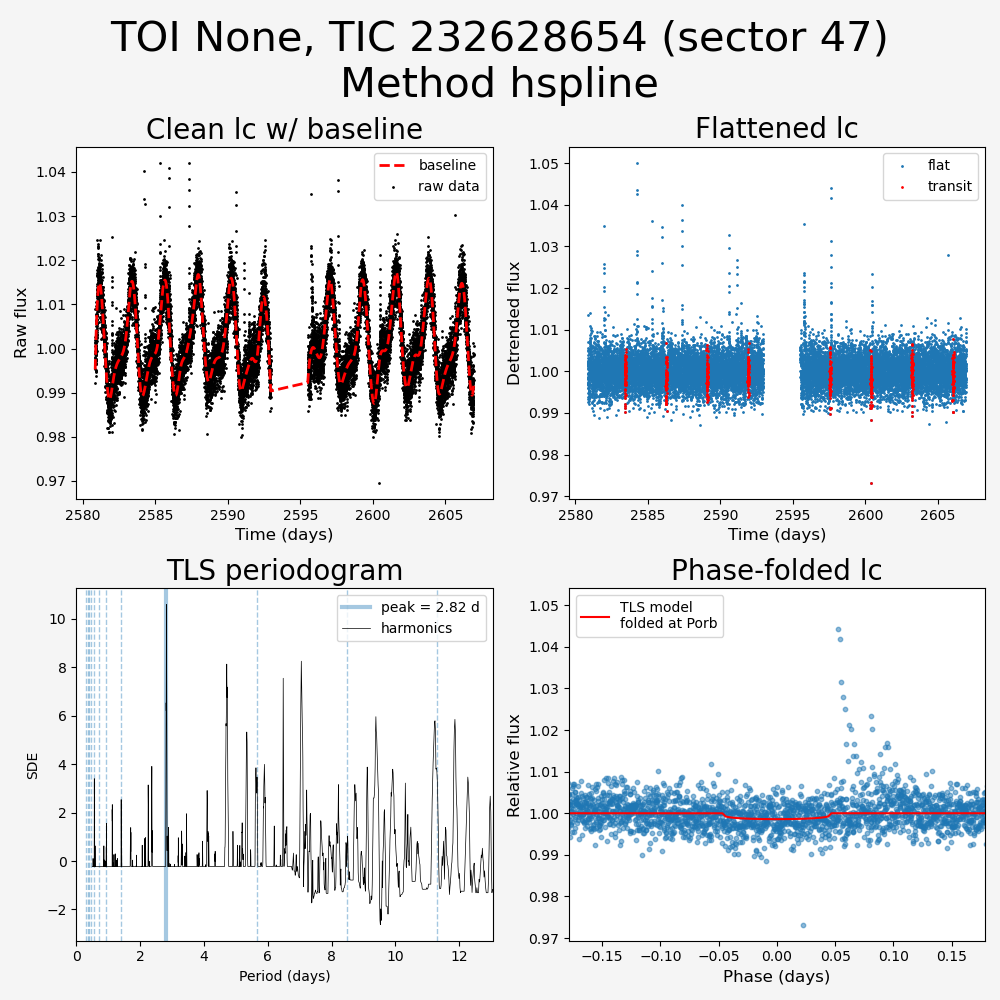 TOI None, TIC 232628654 (sector 47)
Method hspline
Clean lc w/ baseline
baseline
raw data
1.04
1.03
1.02
1.01
1.00
0.99
0.98
0.97
Raw flux
2580 2585 2590 2595 2600 2605
Time (days)
Flattened lc
flat
transit
1.05
1.04
1.03
1.02
1.01
1.00
0.99
0.98
0.97
Detrended flux
2580 2585 2590 2595 2600 2605
Time (days)
TLS periodogram
peak = 2.82 d
harmonics
10
8
6
4
2
0
−2
SDE
0 2 4 6 8 10 12
Period (days)
Phase-folded lc
TLS model
folded at Porb
1.05
1.04
1.03
1.02
1.01
1.00
0.99
0.98
0.97
Relative flux
−0.15 −0.10 −0.05 0.00 0.05 0.10 0.15
Phase (days)